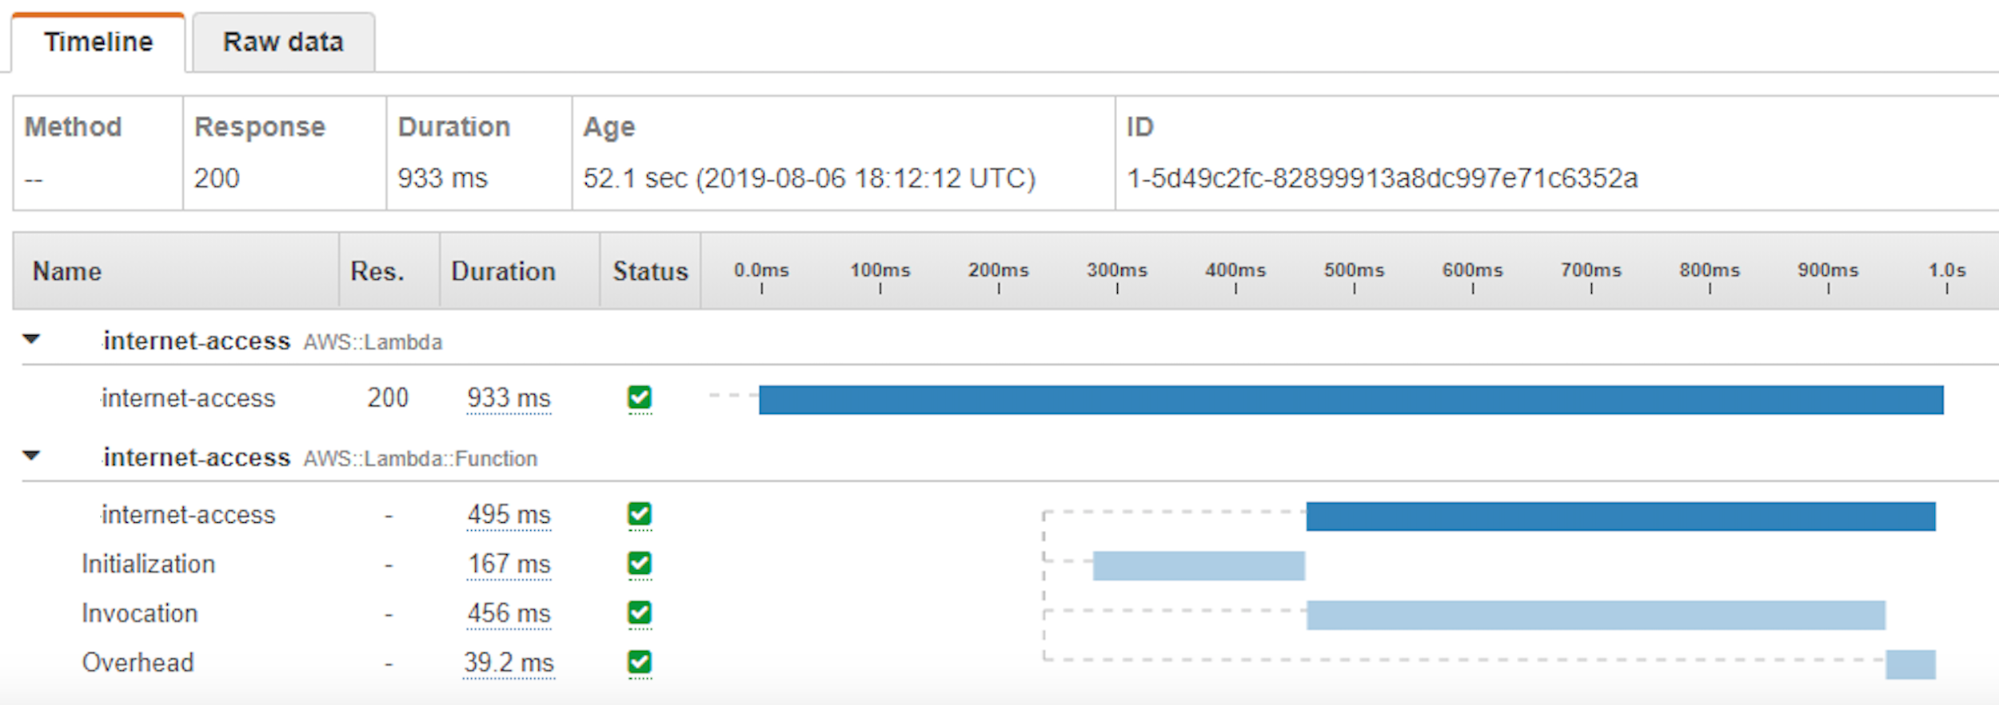 Timeline Raw data
Method Response Duration Age ID
-- 200 933 ms 52.1 sec (2019-08-06 18:12:12 UTC) 1-5d49c2fc-82899913a8dc997e71c6352a
Name Res. Duration Status 0.0ms 100ms 200ms 300ms 400ms 500ms 600ms 700ms 800ms 900ms 1.0s
internet-access AWS::Lambda
internet-access 200 933 ms
internet-access AWS::Lambda::Function
internet-access - 495 ms
Initialization - 167 ms
Invocation - 456 ms
Overhead - 39.2 ms